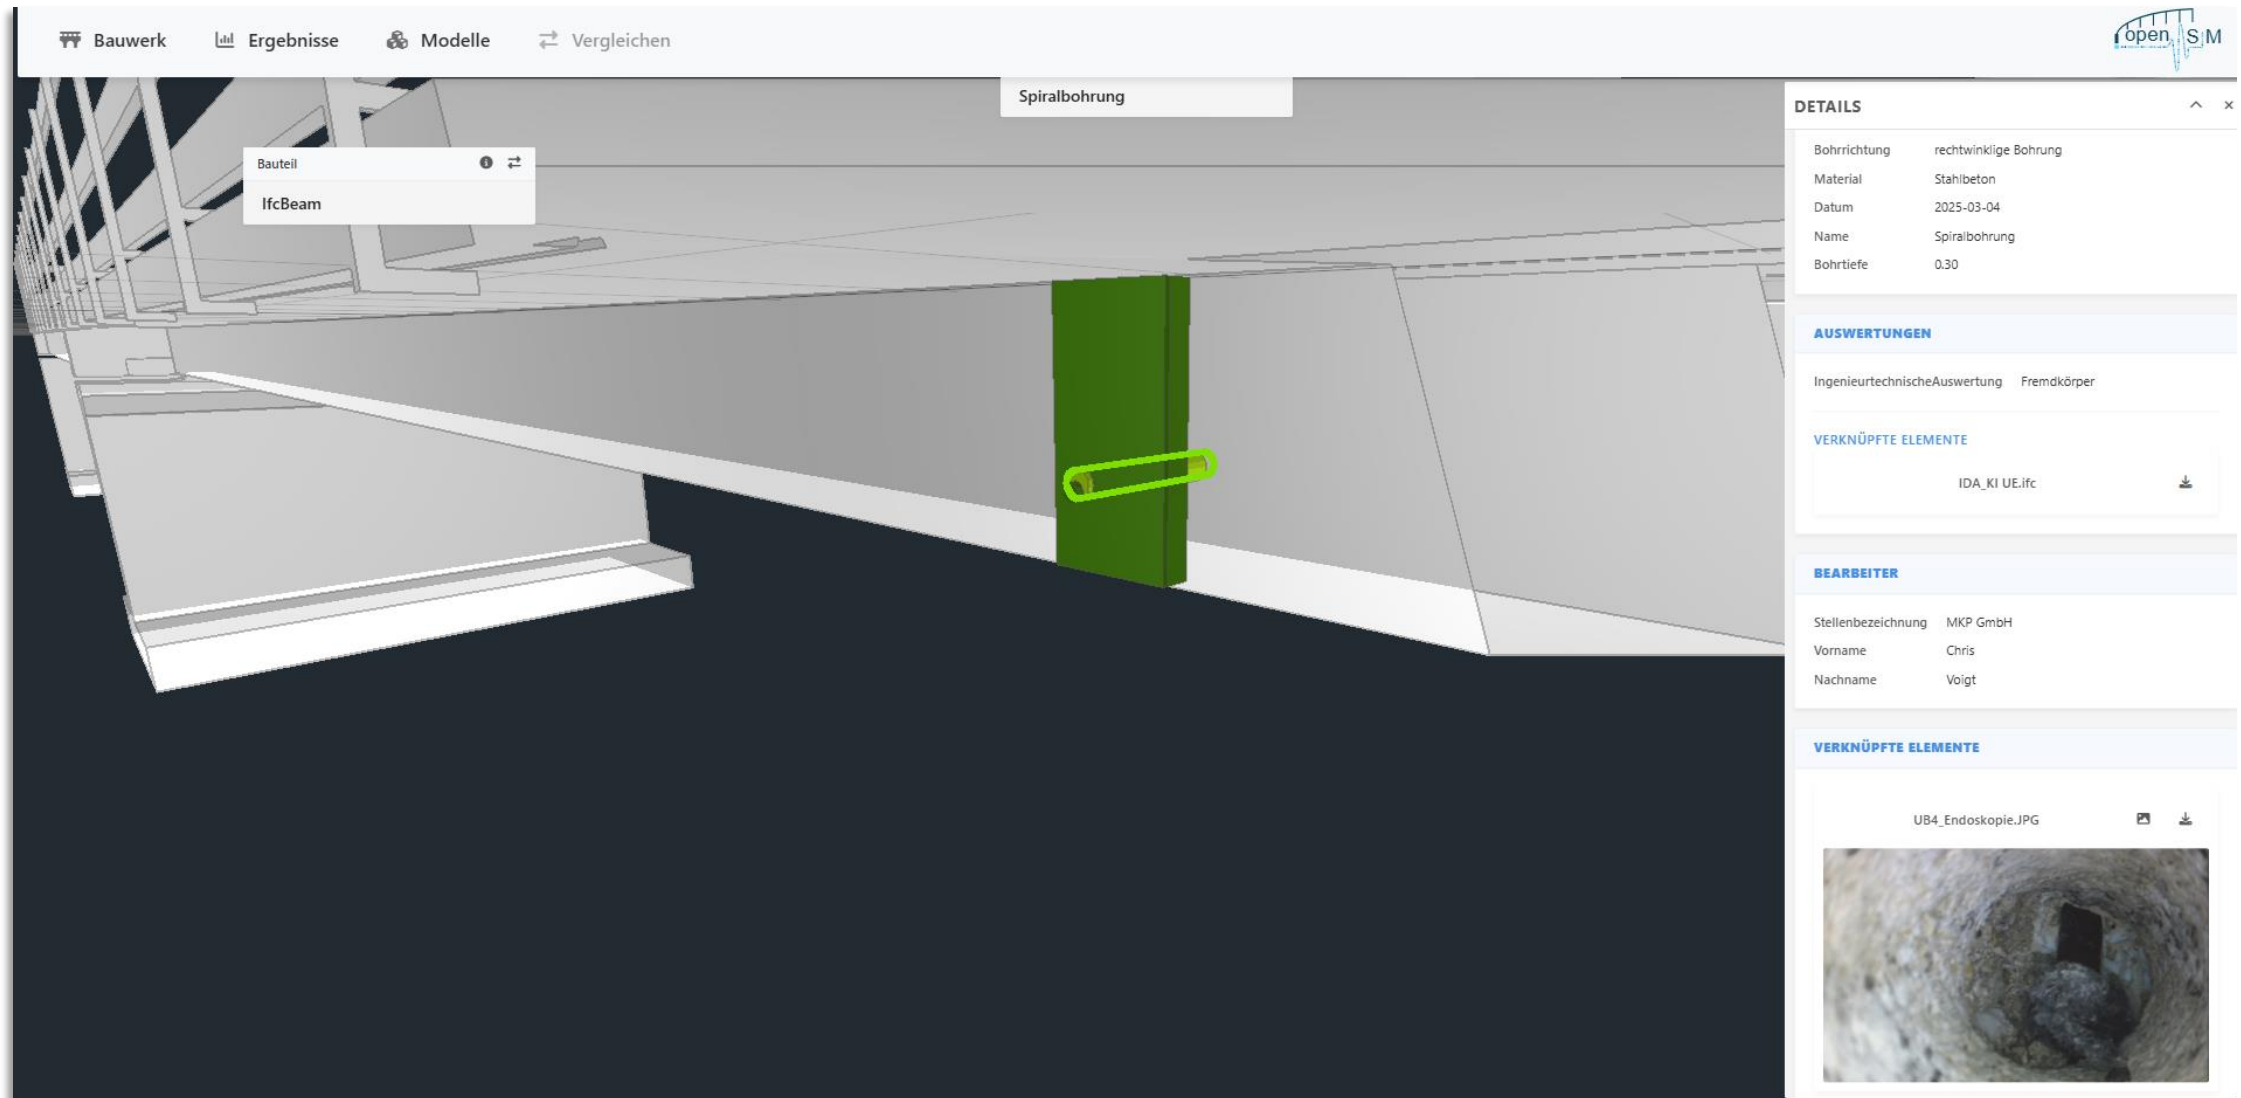 Bauwerk Ergebnisse Modelle Vergleichen
open SIM
Spiralbohrung
Bauteil
IfcBeam
DETAILS
Bohrrichtung rechtwinklige Bohrung
Material Stahlbeton
Datum 2025-03-04
Name Spiralbohrung
Bohrtiefe 0.30
AUSWERTUNGEN
IngenieurtechnischeAuswertung Fremdkörper
VERKNÜPFTE ELEMENTE
IDA_KI UE.ifc
BEARBEITER
Stellenbezeichnung MKP GmbH
Vorname Chris
Nachname Voigt
VERKNÜPFTE ELEMENTE
UB4_Endoskopie.JPG